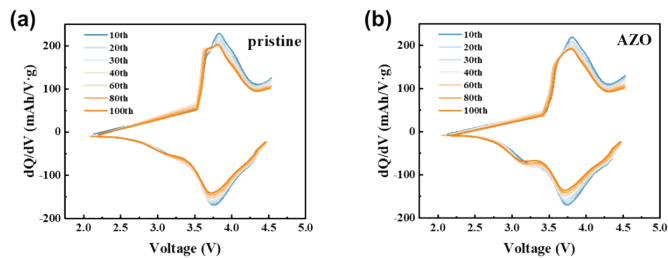 (a)
pristine
10th
20th
30th
40th
60th
80th
100th
200
100
0
-100
-200
dQ/dV (mAh/V·g)
2.0 2.5 3.0 3.5 4.0 4.5 5.0
Voltage (V)
(b)
AZO
10th
20th
30th
40th
60th
80th
100th
200
100
0
-100
-200
dQ/dV (mAh/V·g)
2.0 2.5 3.0 3.5 4.0 4.5 5.0
Voltage (V)